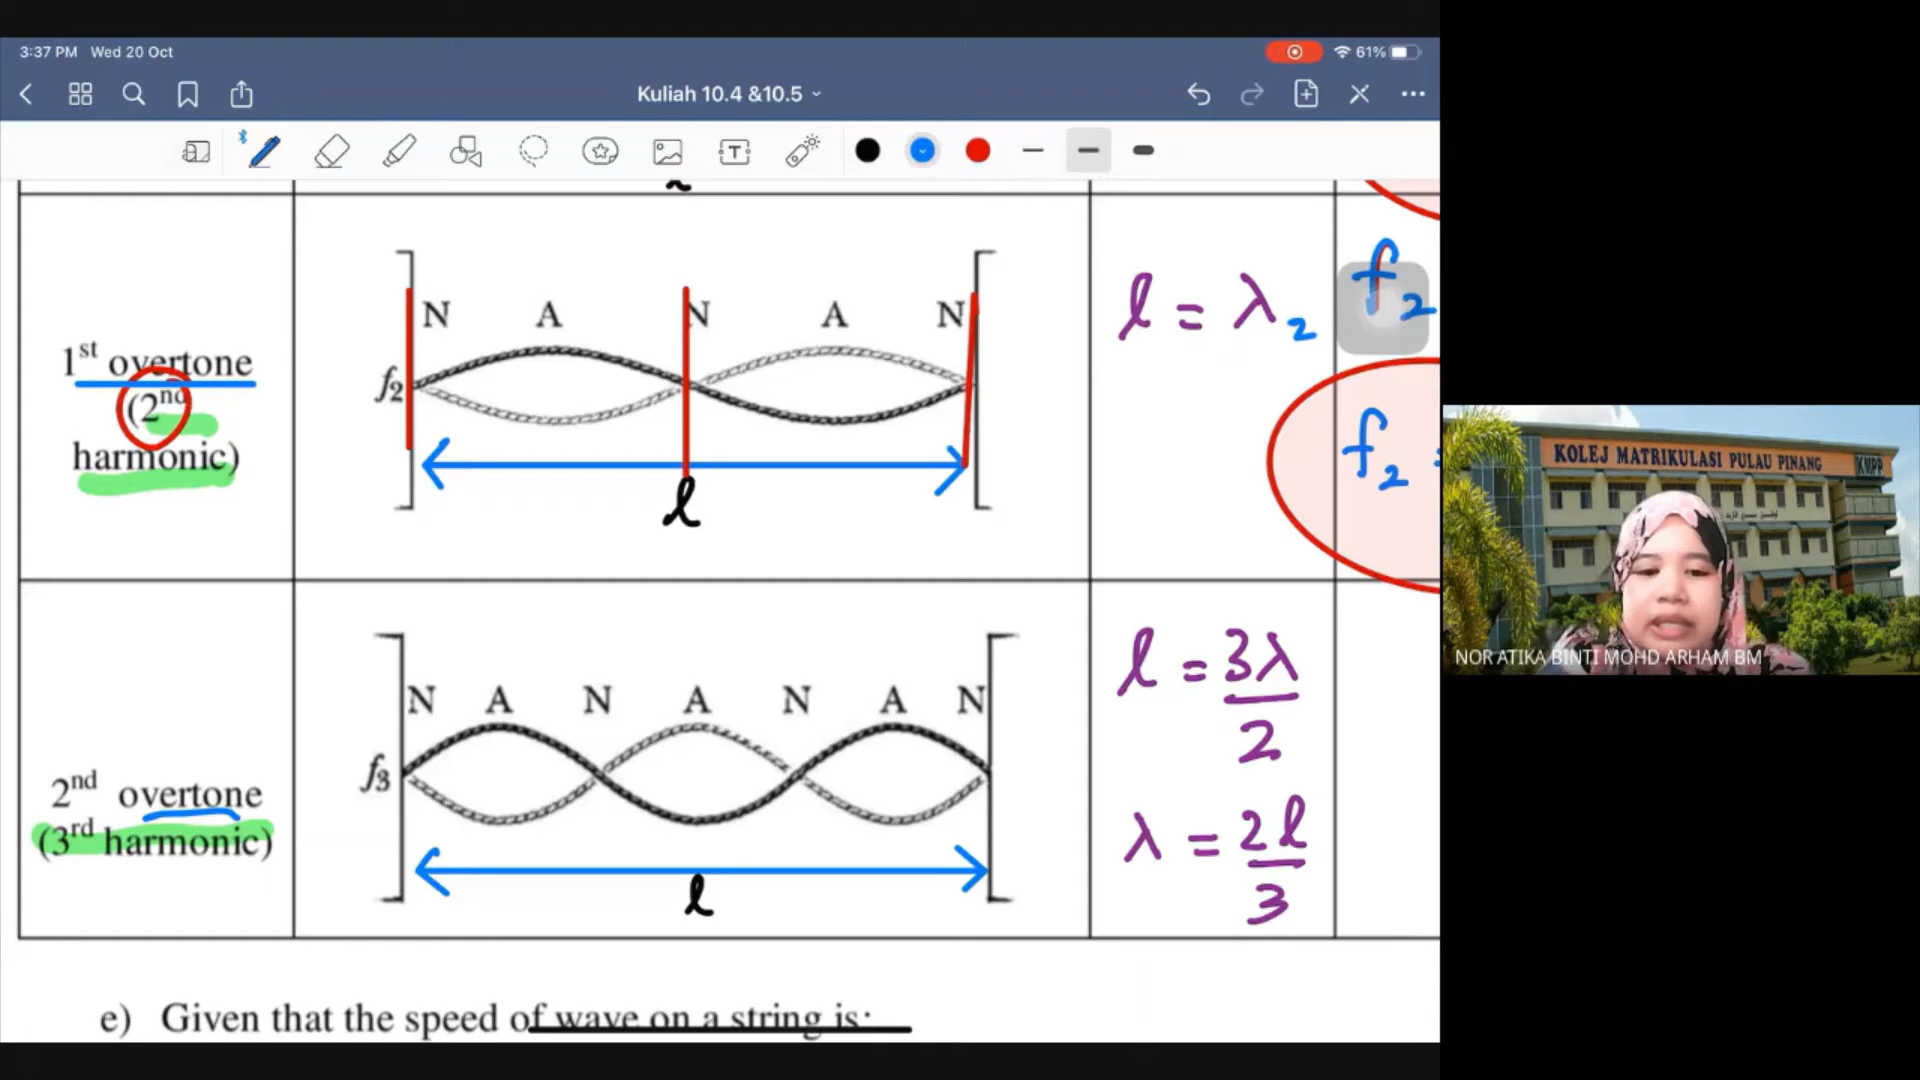 3:37 PM Wed 20 Oct
61%
Kuliah 10.4 &10.5
T
N A N A N
1st overtone
(2nd
harmonic)
f2
l
l = λ2
f2
f2
N A N A N A N
2nd overtone
(3rd harmonic)
f3
l
l = 3λ/2
λ = 2l/3
e) Given that the speed of wave on a string is:
KOLEJ MATRIKULASI PULAU PINANG
KMPP
NOR ATIKA BINTI MOHD ARHAM BM